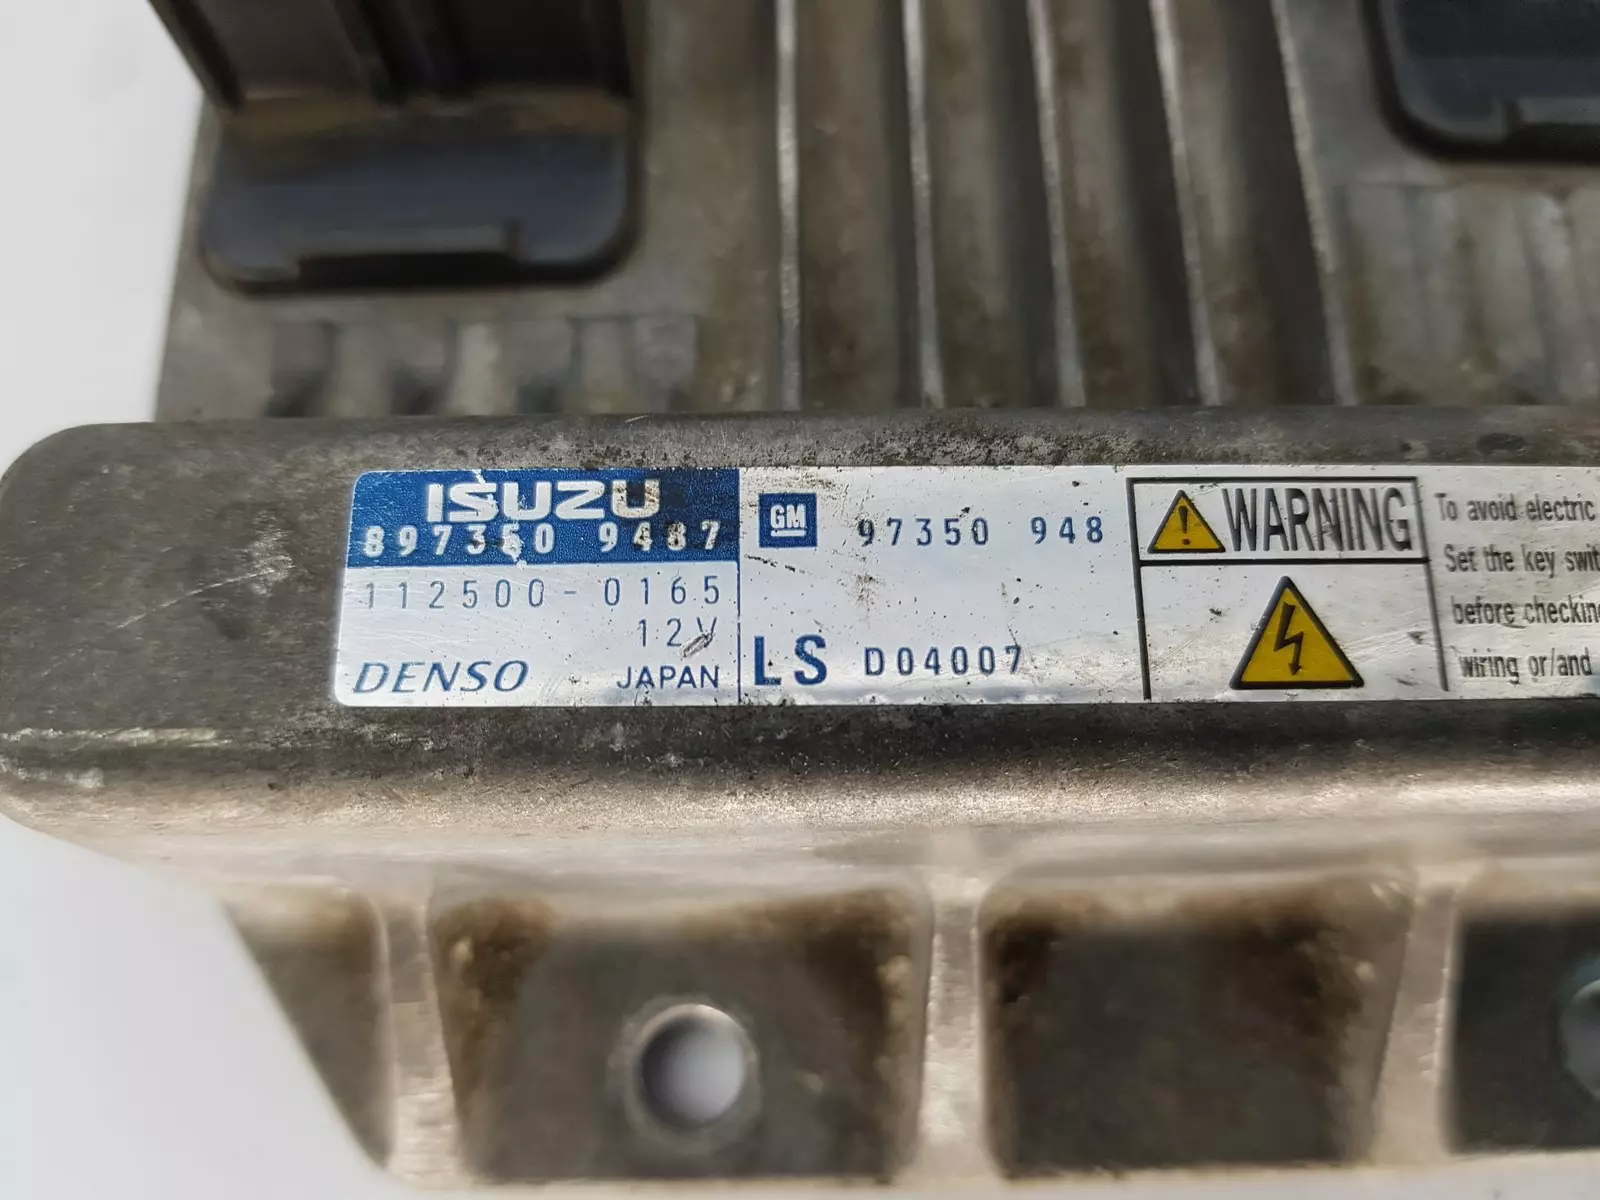 ISUZU
897350 9487
112500-0165
12V
DENSO JAPAN
GM 97350 948
LS D04007
WARNING
To avoid electric
Set the key swit
before checking
wiring or/and